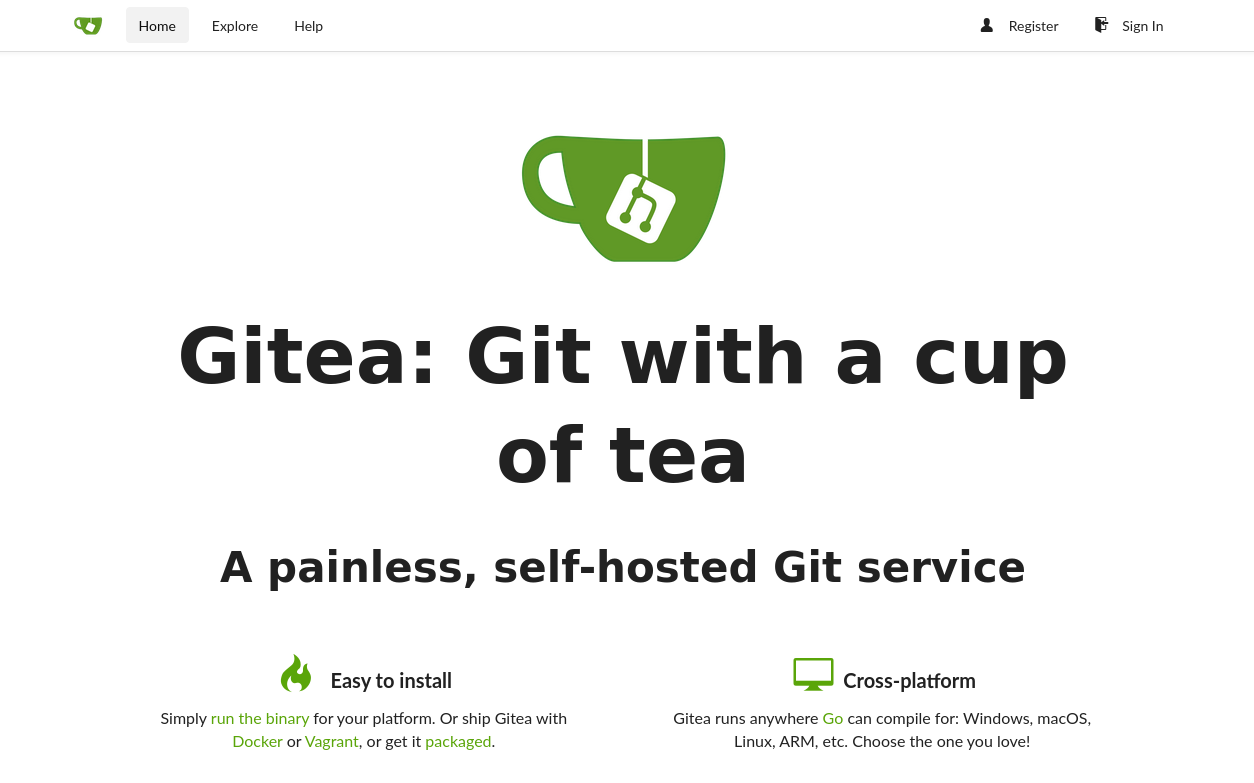 Home Explore Help Register Sign In
Gitea: Git with a cup
of tea
A painless, self-hosted Git service
Easy to install
Simply run the binary for your platform. Or ship Gitea with
Docker or Vagrant, or get it packaged.
Cross-platform
Gitea runs anywhere Go can compile for: Windows, macOS,
Linux, ARM, etc. Choose the one you love!